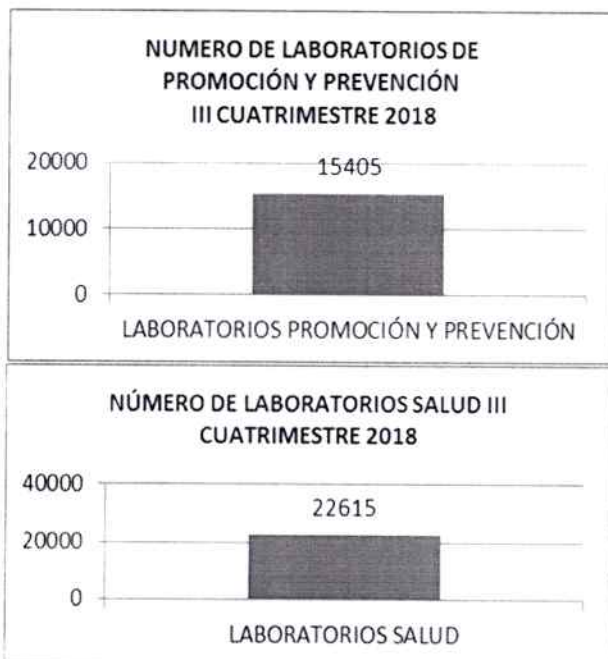 NUMERO DE LABORATORIOS DE
PROMOCIÓN Y PREVENCIÓN
III CUATRIMESTRE 2018
20000
15405
10000
0
LABORATORIOS PROMOCIÓN Y PREVENCIÓN
NÚMERO DE LABORATORIOS SALUD III
CUATRIMESTRE 2018
40000
22615
20000
0
LABORATORIOS SALUD